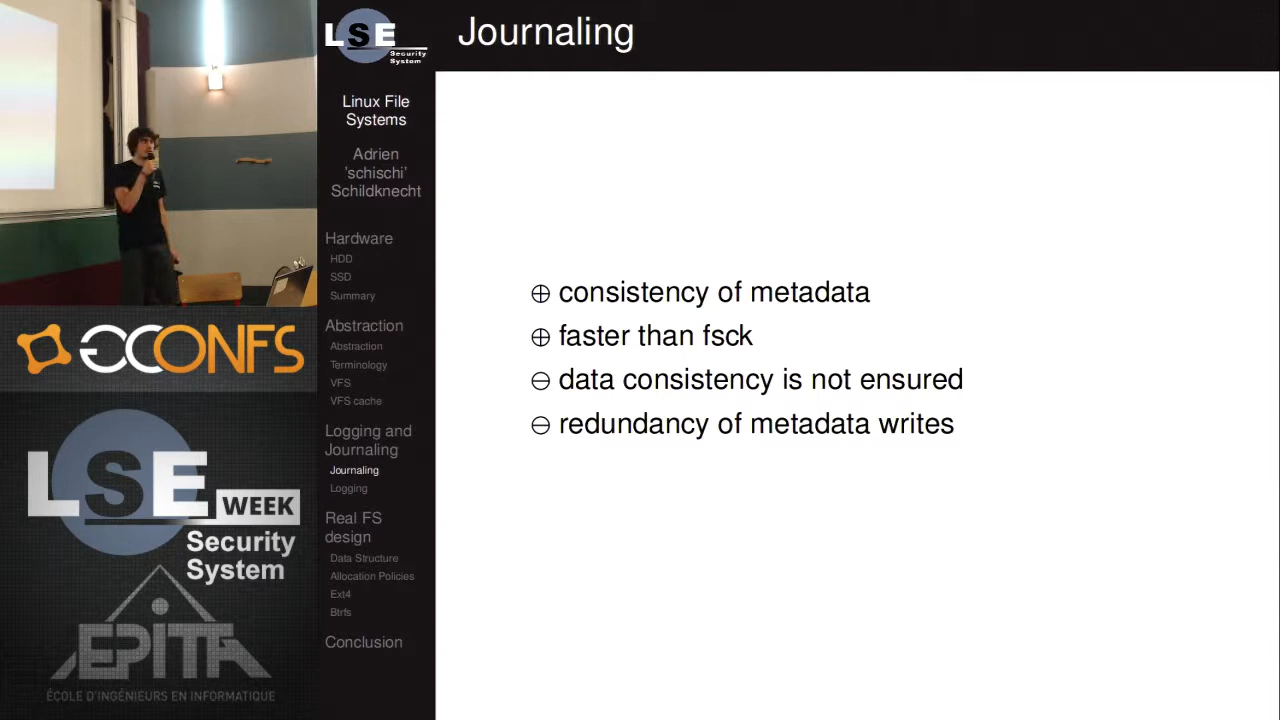 LSE
Security
System
Journaling
Linux File
Systems
Adrien
'schischi'
Schildknecht
Hardware
HDD
SSD
Summary
Abstraction
Abstraction
Terminology
VFS
VFS cache
Logging and
Journaling
Journaling
Logging
Real FS
design
Data Structure
Allocation Policies
Ext4
Btrfs
Conclusion
⊕ consistency of metadata
⊕ faster than fsck
⊖ data consistency is not ensured
⊖ redundancy of metadata writes
GCONFS
LSE WEEK
Security
System
EPITA
ÉCOLE D'INGÉNIEURS EN INFORMATIQUE